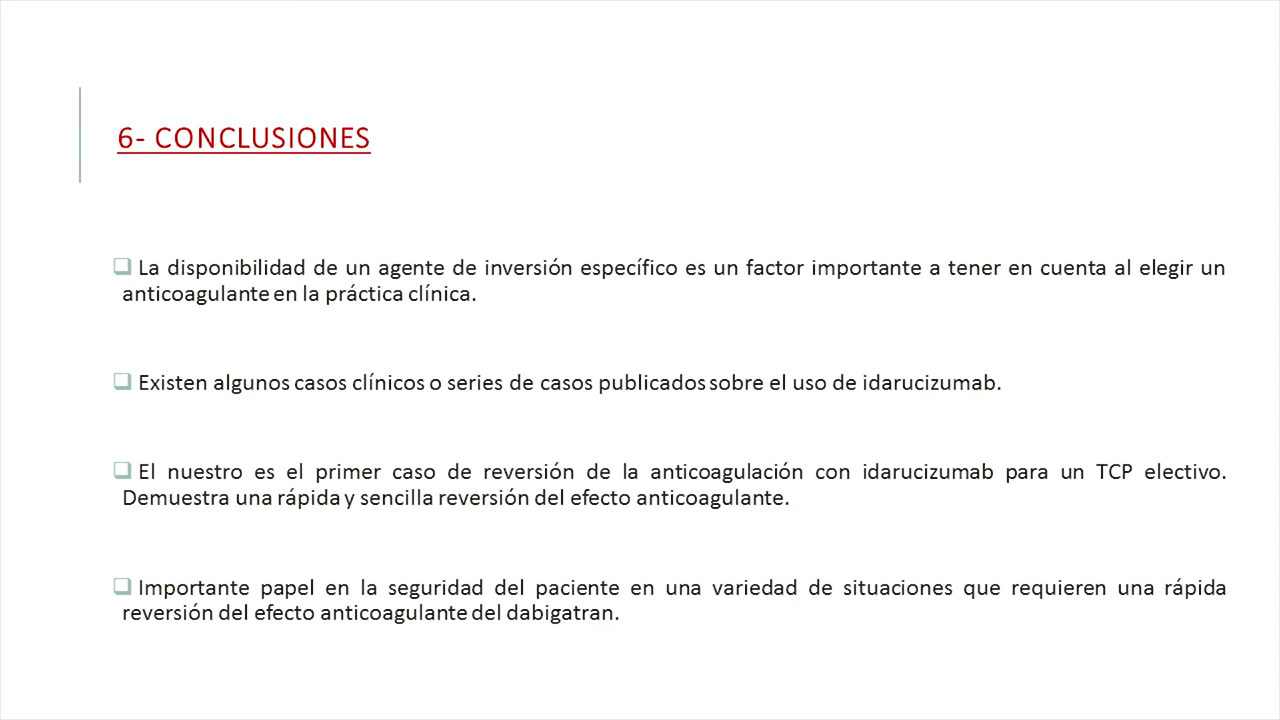 6- CONCLUSIONES
La disponibilidad de un agente de inversión específico es un factor importante a tener en cuenta al elegir un
anticoagulante en la práctica clínica.
Existen algunos casos clínicos o series de casos publicados sobre el uso de idarucizumab.
El nuestro es el primer caso de reversión de la anticoagulación con idarucizumab para un TCP electivo.
Demuestra una rápida y sencilla reversión del efecto anticoagulante.
Importante papel en la seguridad del paciente en una variedad de situaciones que requieren una rápida
reversión del efecto anticoagulante del dabigatran.